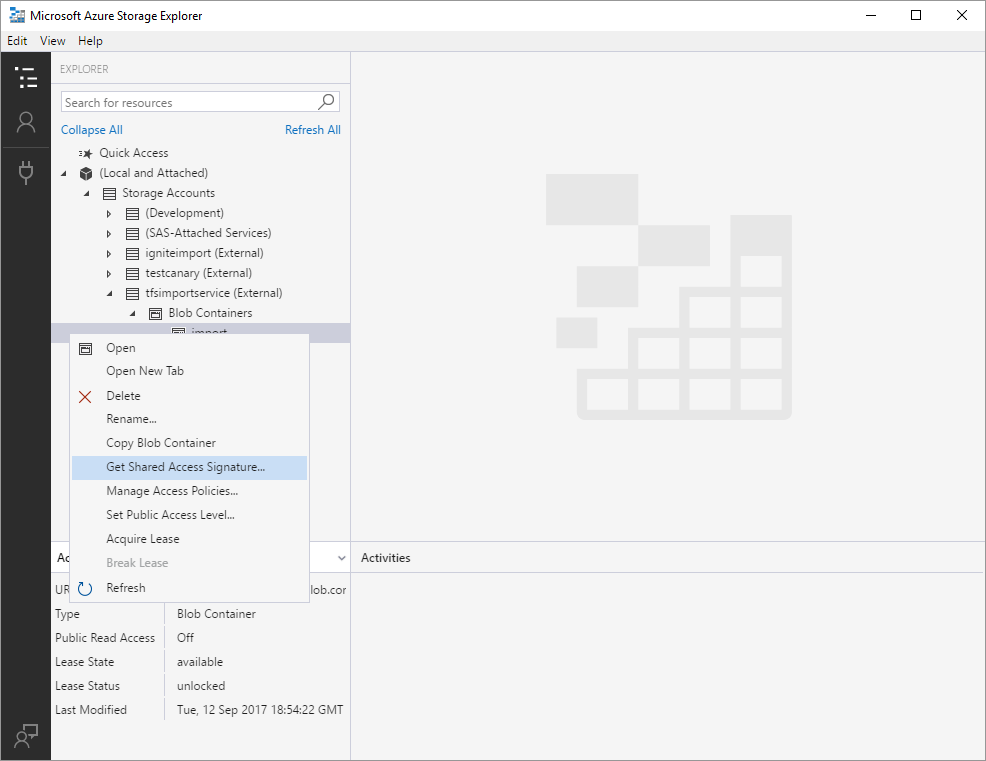 Microsoft Azure Storage Explorer
Edit View Help
EXPLORER
Search for resources
Collapse All Refresh All
Quick Access
(Local and Attached)
Storage Accounts
(Development)
(SAS-Attached Services)
igniteimport (External)
testcanary (External)
tfsimportservice (External)
Blob Containers
import
Open
Open New Tab
Delete
Rename...
Copy Blob Container
Get Shared Access Signature...
Manage Access Policies...
Set Public Access Level...
Acquire Lease
Break Lease
Refresh
Activities
Type Blob Container
Public Read Access Off
Lease State available
Lease Status unlocked
Last Modified Tue, 12 Sep 2017 18:54:22 GMT